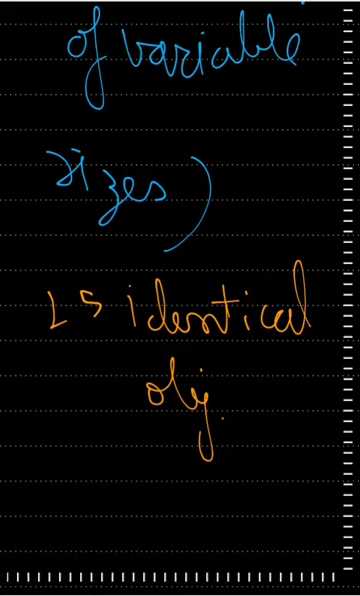 of variable
sizes)
↳ identical
obj.